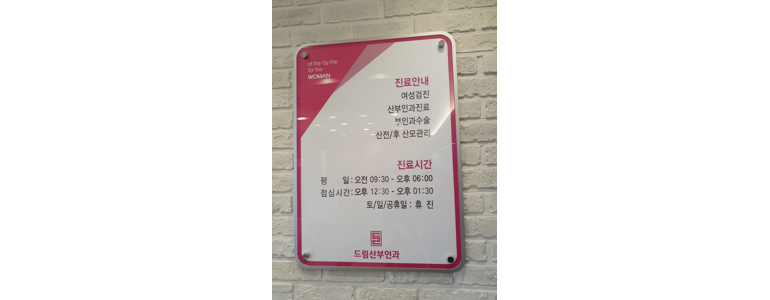 of the by the
for the
WOMAN
진료안내
여성검진
산부인과진료
부인과수술
산전/후 산모관리
진료시간
평 일:오전 09:30 - 오후 06:00
점심시간:오후 12:30 - 오후 01:30
토/일/공휴일 : 휴 진
드림산부인과